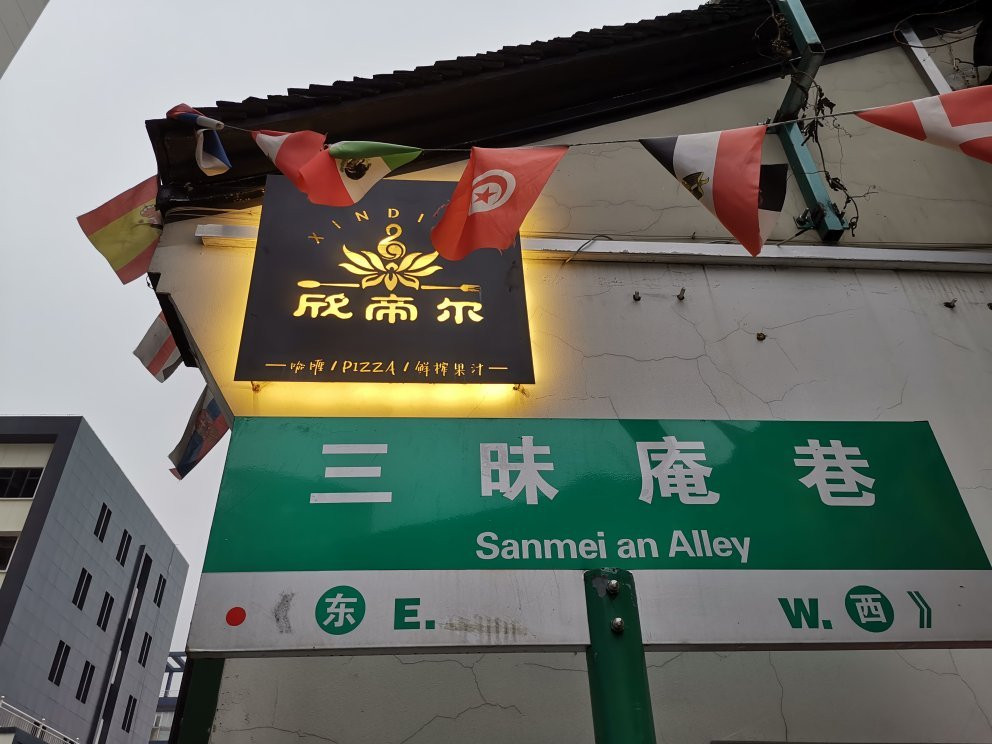 XINDI
欣帝尔
咖喱 / PIZZA / 鲜榨果汁
三昧庵巷
Sanmei an Alley
东 E. W. 西 》